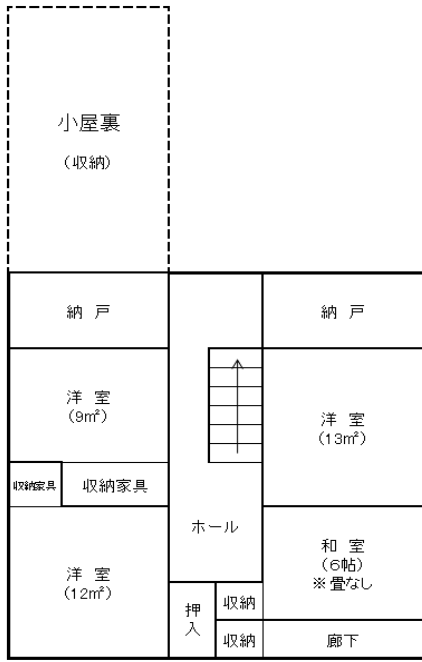 小屋裏
(収納)
納 戸
納 戸
洋 室
(9㎡)
洋 室
(13㎡)
収納家具
収納家具
ホール
洋 室
(12㎡)
和 室
(6帖)
※畳なし
押
入
収納
収納
廊下